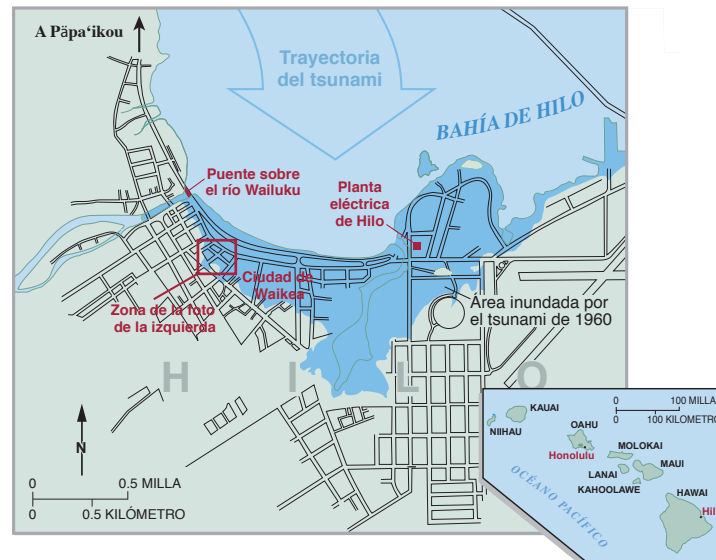 A Päpa‘ikou
Trayectoria
del tsunami
BAHÍA DE HILO
Puente sobre
el río Wailuku
Planta
eléctrica
de Hilo
Ciudad de
Waikea
Zona de la foto
de la izquierda
Área inundada por
el tsunami de 1960
H I L O
N
0 0.5 MILLA
0 0.5 KILÓMETRO
0 100 MILLA
0 100 KILOMETRO
KAUAI
NIIHAU
OAHU
Honolulu
MOLOKAI
LANAI
MAUI
KAHOOLAWE
HAWAI
Hil
OCÉANO PACÍFICO